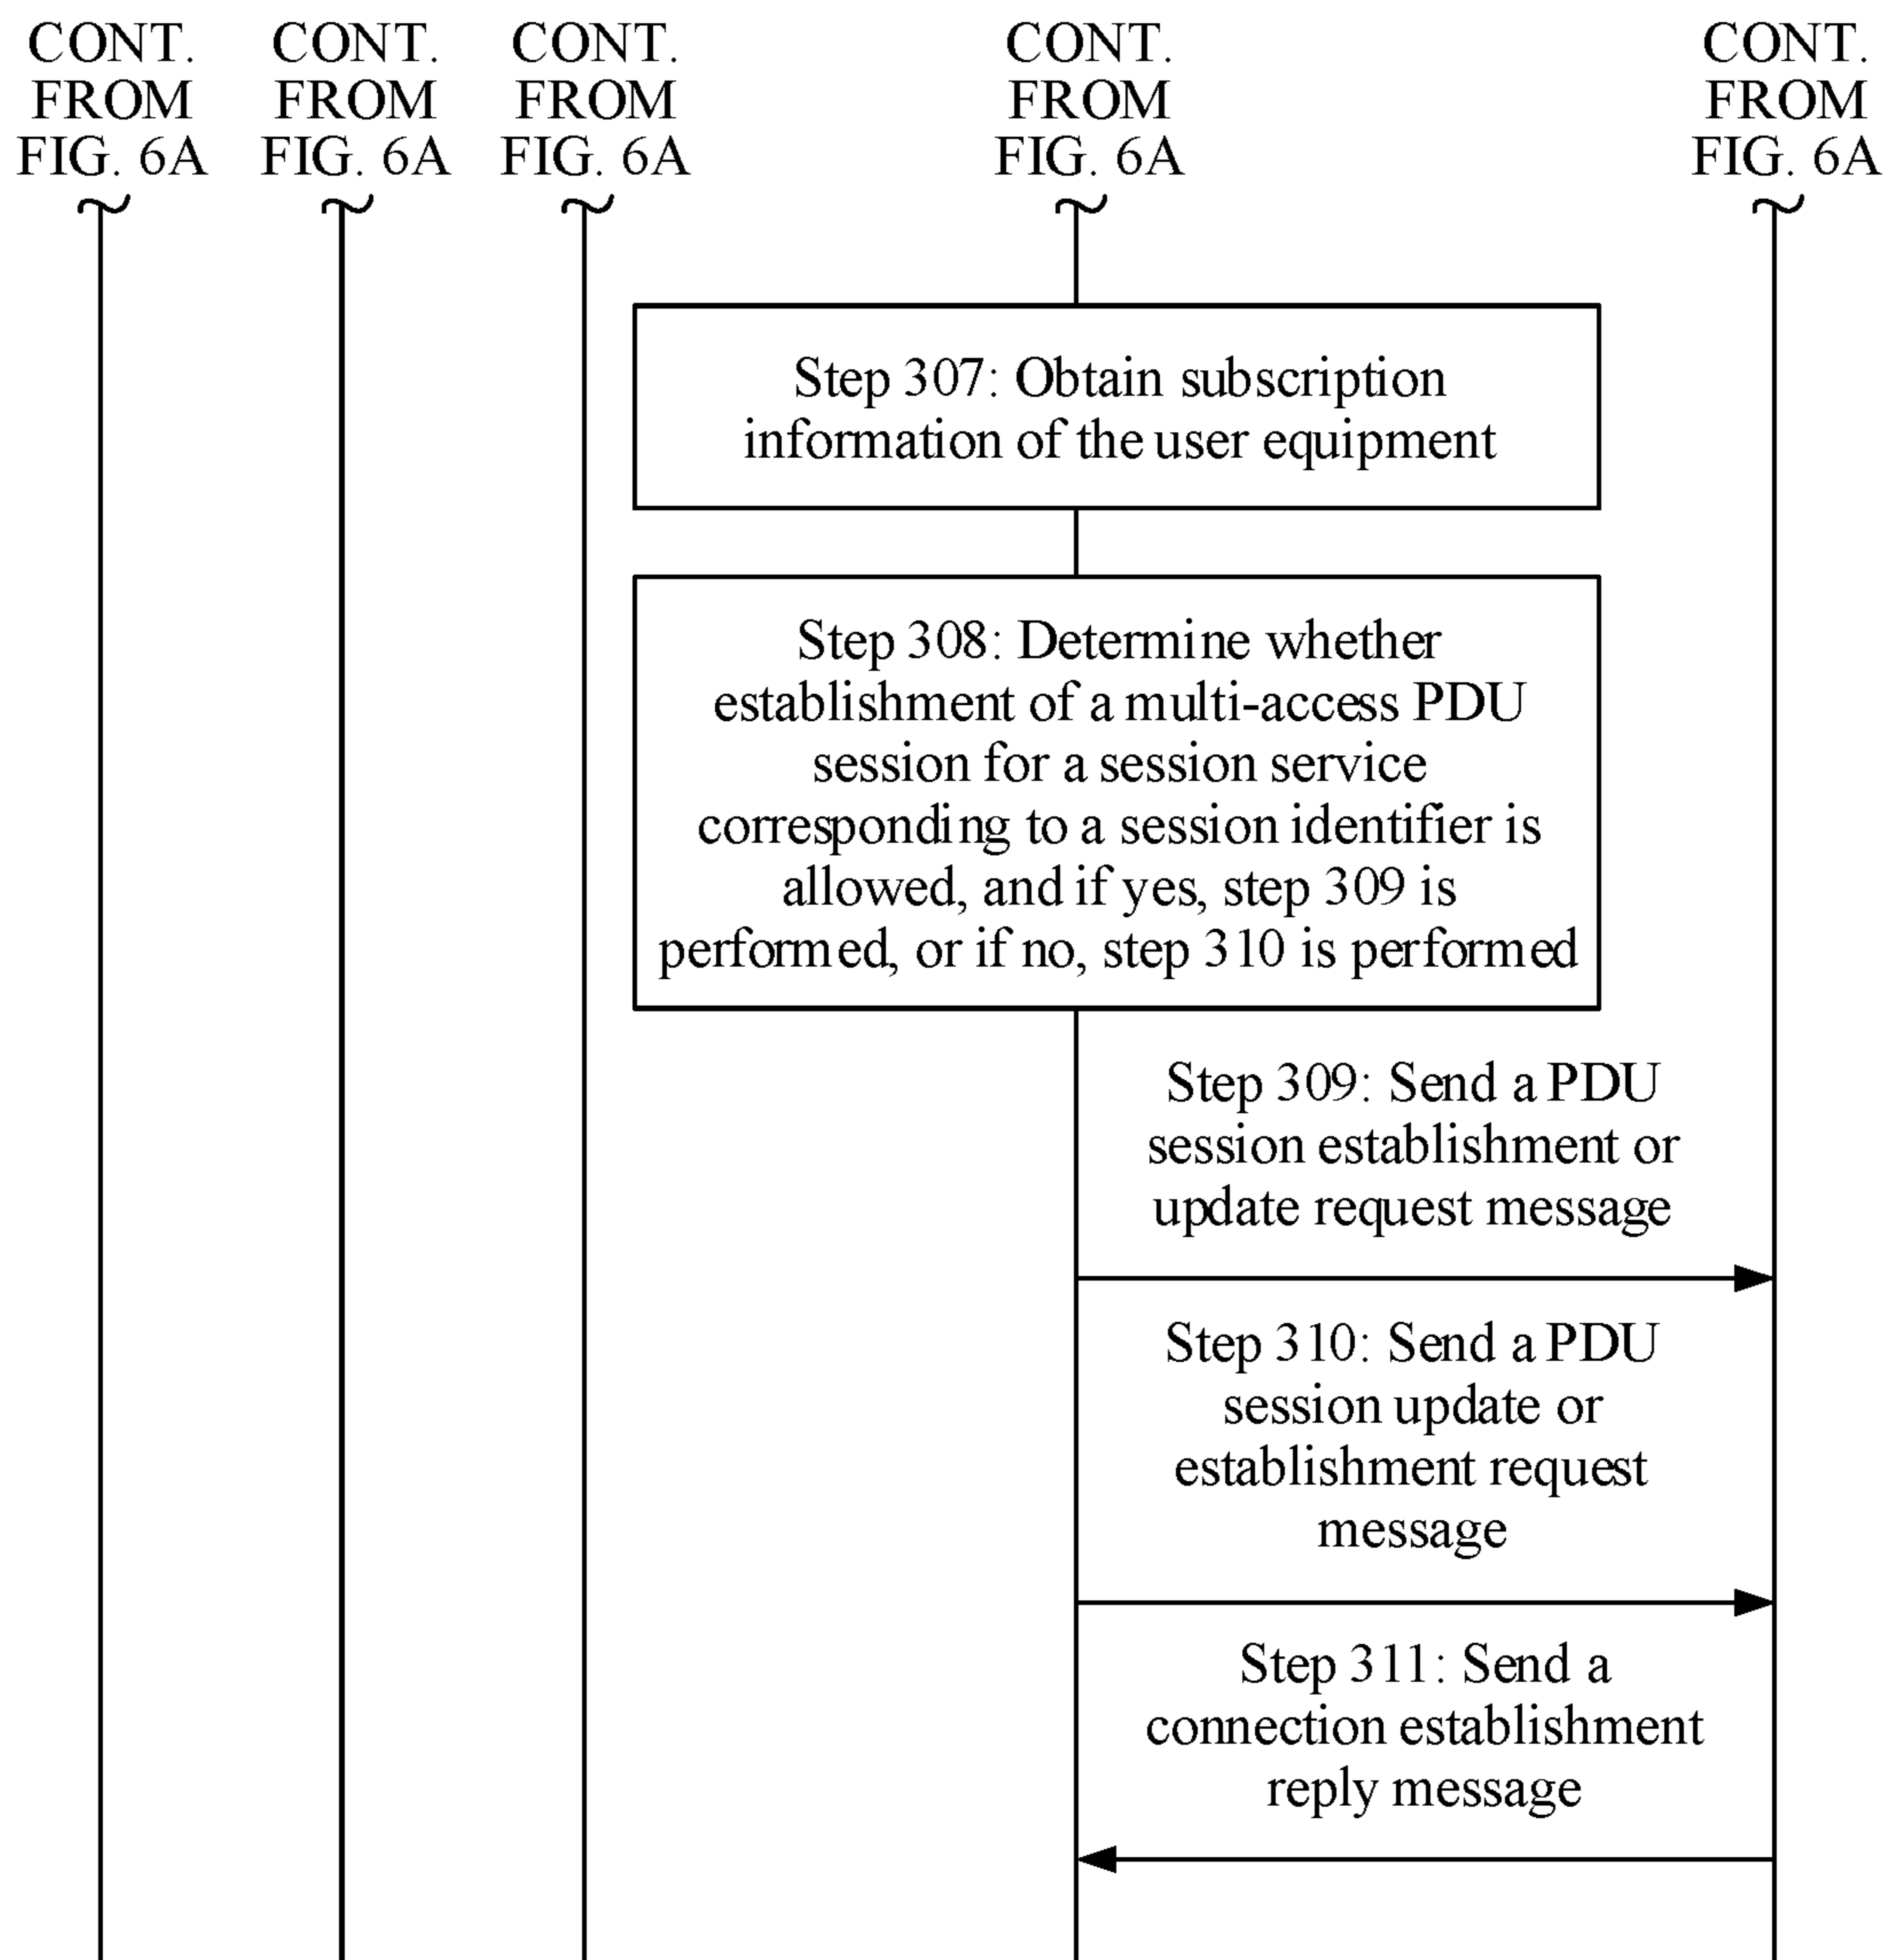 CONT.
FROM
FIG. 6A
CONT.
FROM
FIG. 6A
CONT.
FROM
FIG. 6A
CONT.
FROM
FIG. 6A
CONT.
FROM
FIG. 6A
Step 307: Obtain subscription
information of the user equipment
Step 308: Determine whether
establishment of a multi-access PDU
session for a session service
corresponding to a session identifier is
allowed, and if yes, step 309 is
performed, or if no, step 310 is performed
Step 309: Send a PDU
session establishment or
update request message
Step 310: Send a PDU
session update or
establishment request
message
Step 311: Send a
connection establishment
reply message